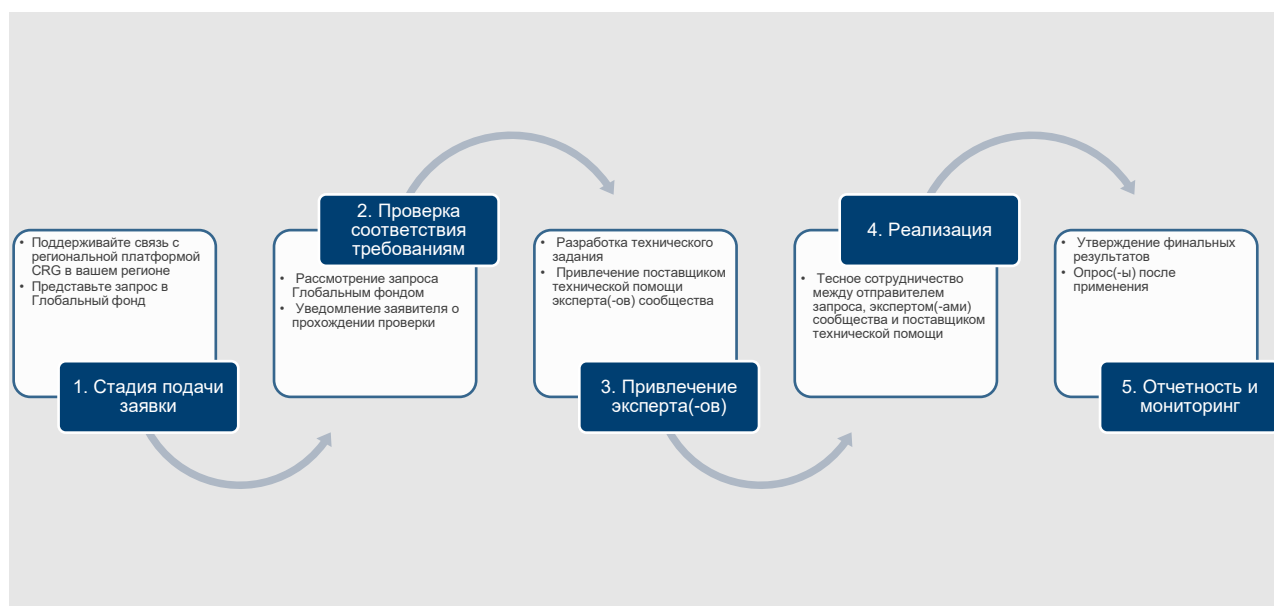 • Поддерживайте связь с
региональной платформой
CRG в вашем регионе
• Представьте запрос в
Глобальный фонд
1. Стадия подачи
заявки
2. Проверка
соответствия
требованиям
• Рассмотрение запроса
Глобальным фондом
• Уведомление заявителя о
прохождении проверки
• Разработка технического
задания
• Привлечение поставщиком
технической помощи
эксперта(-ов) сообщества
3. Привлечение
эксперта(-ов)
4. Реализация
• Тесное сотрудничество
между отправителем
запроса, экспертом(-ами)
сообщества и поставщиком
технической помощи
• Утверждение финальных
результатов
• Опрос(-ы) после
применения
5. Отчетность и
мониторинг